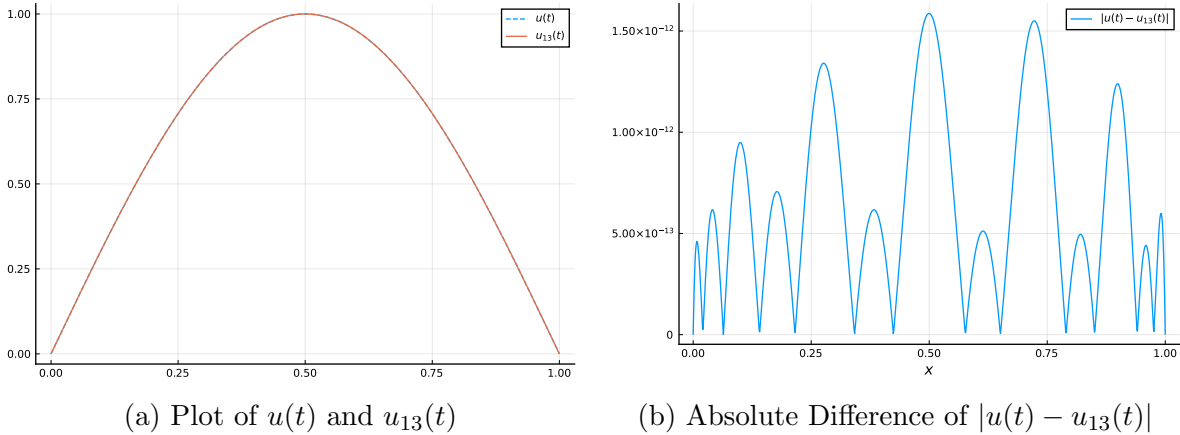 1.00
0.75
0.50
0.25
0.00
0.00 0.25 0.50 0.75 1.00
u(t)
u₁₃(t)
(a) Plot of u(t) and u₁₃(t)
1.50×10⁻¹²
1.00×10⁻¹²
5.00×10⁻¹³
0
0.00 0.25 0.50 0.75 1.00
x
|u(t) − u₁₃(t)|
(b) Absolute Difference of |u(t) − u₁₃(t)|